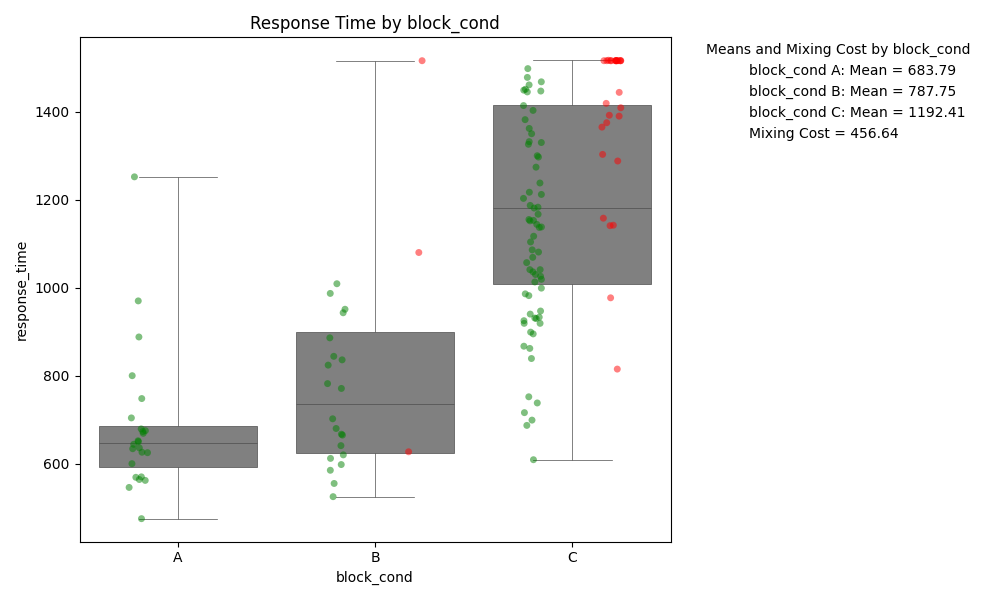 Response Time by block_cond
Means and Mixing Cost by block_cond
block_cond A: Mean = 683.79
block_cond B: Mean = 787.75
block_cond C: Mean = 1192.41
Mixing Cost = 456.64
response_time
1400
1200
1000
800
600
A
B
C
block_cond